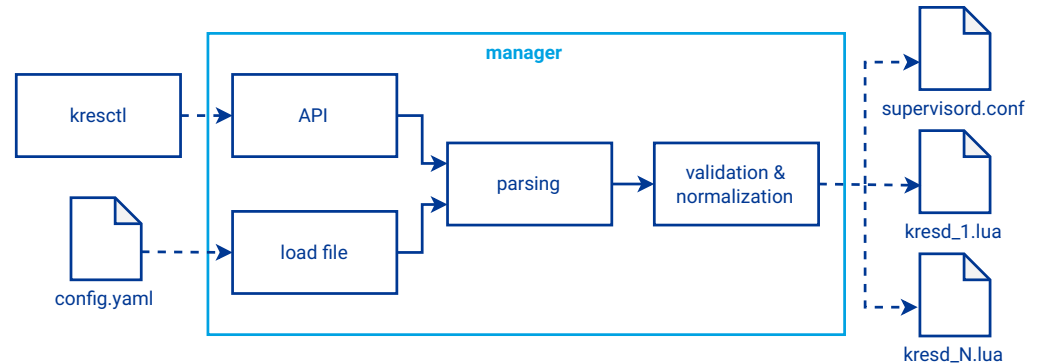 manager
kresctl
API
config.yaml
load file
parsing
validation &
normalization
supervisord.conf
kresd_1.lua
kresd_N.lua